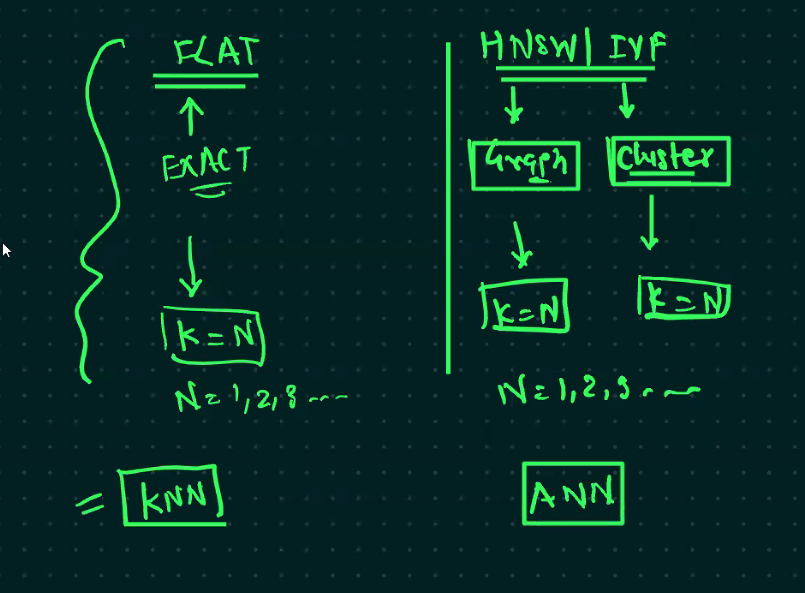 FLAT
EXACT
K=N
N=1,2,3----
= KNN
HNSW| IVF
Graph
Cluster
K=N
K=N
N=1,2,3.--
ANN